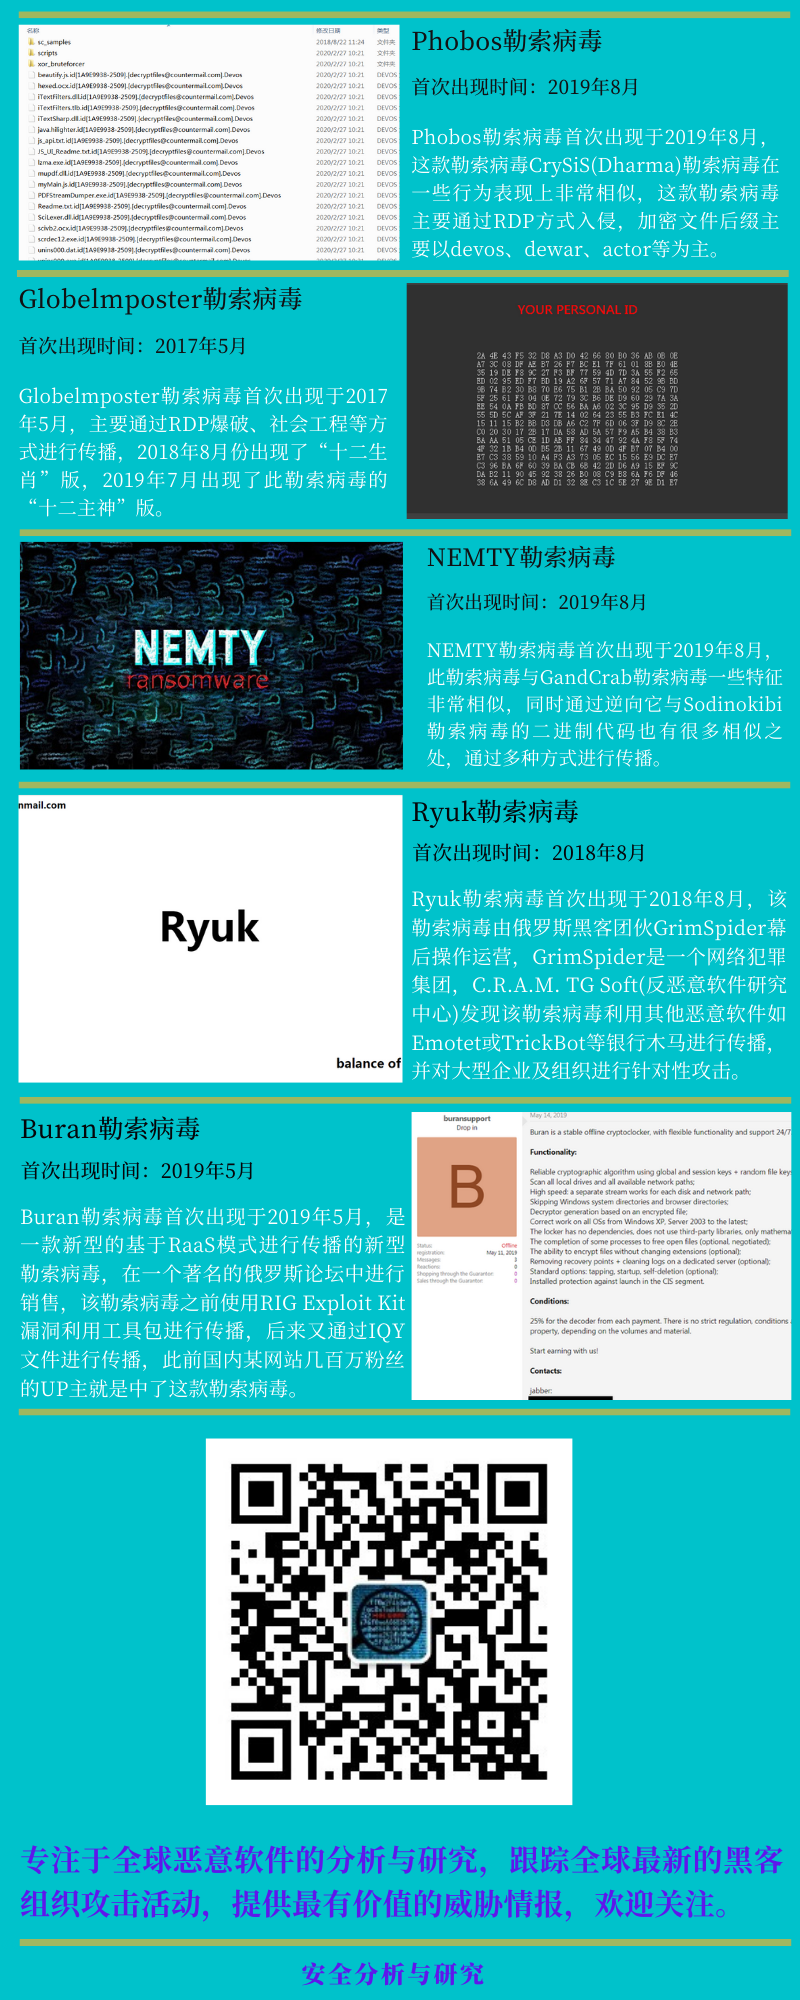 名称 修改日期 类型
sc_samples 2018/8/22 11:24 文件夹
scripts 2020/2/27 10:21 文件夹
xor_bruteforcer 2020/2/27 10:21 文件夹
beautify.js.id[1A9E9938-2509].[decryptfiles@countermail.com].Devos 2020/2/27 10:21 DEVOS
hexed.ocx.id[1A9E9938-2509].[decryptfiles@countermail.com].Devos 2020/2/27 10:21 DEVOS
iTextFilters.dll.id[1A9E9938-2509].[decryptfiles@countermail.com].Devos 2020/2/27 10:21 DEVOS
iTextFilters.tlb.id[1A9E9938-2509].[decryptfiles@countermail.com].Devos 2020/2/27 10:21 DEVOS
iTextSharp.dll.id[1A9E9938-2509].[decryptfiles@countermail.com].Devos 2020/2/27 10:21 DEVOS
java.hilighter.id[1A9E9938-2509].[decryptfiles@countermail.com].Devos 2020/2/27 10:21 DEVOS
js_api.txt.id[1A9E9938-2509].[decryptfiles@countermail.com].Devos 2020/2/27 10:21 DEVOS
JS_UI_Readme.txt.id[1A9E9938-2509].[decryptfiles@countermail.com].Devos 2020/2/27 10:21 DEVOS
lzma.exe.id[1A9E9938-2509].[decryptfiles@countermail.com].Devos 2020/2/27 10:21 DEVOS
mupdf.dll.id[1A9E9938-2509].[decryptfiles@countermail.com].Devos 2020/2/27 10:21 DEVOS
myMain.js.id[1A9E9938-2509].[decryptfiles@countermail.com].Devos 2020/2/27 10:21 DEVOS
PDFStreamDumper.exe.id[1A9E9938-2509].[decryptfiles@countermail.com].Devos 2020/2/27 10:21 DEVOS
Readme.txt.id[1A9E9938-2509].[decryptfiles@countermail.com].Devos 2020/2/27 10:21 DEVOS
SciLexer.dll.id[1A9E9938-2509].[decryptfiles@countermail.com].Devos 2020/2/27 10:21 DEVOS
scivb2.ocx.id[1A9E9938-2509].[decryptfiles@countermail.com].Devos 2020/2/27 10:21 DEVOS
scrdec12.exe.id[1A9E9938-2509].[decryptfiles@countermail.com].Devos 2020/2/27 10:21 DEVOS
unins000.dat.id[1A9E9938-2509].[decryptfiles@countermail.com].Devos 2020/2/27 10:21 DEVOS
Phobos勒索病毒
首次出现时间：2019年8月
Phobos勒索病毒首次出现于2019年8月，
这款勒索病毒CrySiS(Dharma)勒索病毒在
一些行为表现上非常相似，这款勒索病毒
主要通过RDP方式入侵，加密文件后缀主
要以devos、dewar、actor等为主。
GlobeImposter勒索病毒
首次出现时间：2017年5月
GlobeImposter勒索病毒首次出现于2017
年5月，主要通过RDP爆破、社会工程等方
式进行传播，2018年8月份出现了“十二生
肖”版，2019年7月出现了此勒索病毒的
“十二主神”版。
YOUR PERSONAL ID
NEMTY
ransomware
NEMTY勒索病毒
首次出现时间：2019年8月
NEMTY勒索病毒首次出现于2019年8月，
此勒索病毒与GandCrab勒索病毒一些特征
非常相似，同时通过逆向它与Sodinokibi
勒索病毒的二进制代码也有很多相似之
处，通过多种方式进行传播。
nmail.com
Ryuk
balance of
Ryuk勒索病毒
首次出现时间：2018年8月
Ryuk勒索病毒首次出现于2018年8月，该
勒索病毒由俄罗斯黑客团伙GrimSpider幕
后操作运营，GrimSpider是一个网络犯罪
集团，C.R.A.M. TG Soft(反恶意软件研究
中心)发现该勒索病毒利用其他恶意软件如
Emotet或TrickBot等银行木马进行传播，
并对大型企业及组织进行针对性攻击。
Buran勒索病毒
首次出现时间：2019年5月
Buran勒索病毒首次出现于2019年5月，是
一款新型的基于RaaS模式进行传播的新型
勒索病毒，在一个著名的俄罗斯论坛中进行
销售，该勒索病毒之前使用RIG Exploit Kit
漏洞利用工具包进行传播，后来又通过IQY
文件进行传播，此前国内某网站几百万粉丝
的UP主就是中了这款勒索病毒。
buransupport
Drop in
B
Status: Offline
registration: May 11, 2019
Messages: 3
Reactions: 0
Shopping through the Guarantor: 0
Sales through the Guarantor: 0
May 14, 2019
Buran is a stable offline cryptoclocker, with flexible functionality and support 24/7
Functionality:
Reliable cryptographic algorithm using global and session keys + random file keys
Scan all local drives and all available network paths;
High speed: a separate stream works for each disk and network path;
Skipping Windows system directories and browser directories;
Decryptor generation based on an encrypted file;
Correct work on all OSs from Windows XP, Server 2003 to the latest;
The locker has no dependencies, does not use third-party libraries, only mathema
The completion of some processes to free open files (optional, negotiated);
The ability to encrypt files without changing extensions (optional);
Removing recovery points + cleaning logs on a dedicated server (optional);
Standard options: tapping, startup, self-deletion (optional);
Installed protection against launch in the CIS segment.
Conditions:
25% for the decoder from each payment. There is no strict regulation, conditions
property, depending on the volumes and material.
Start earning with us!
Contacts:
jabber:
专注于全球恶意软件的分析与研究，跟踪全球最新的黑客
组织攻击活动，提供最有价值的威胁情报，欢迎关注。
安全分析与研究